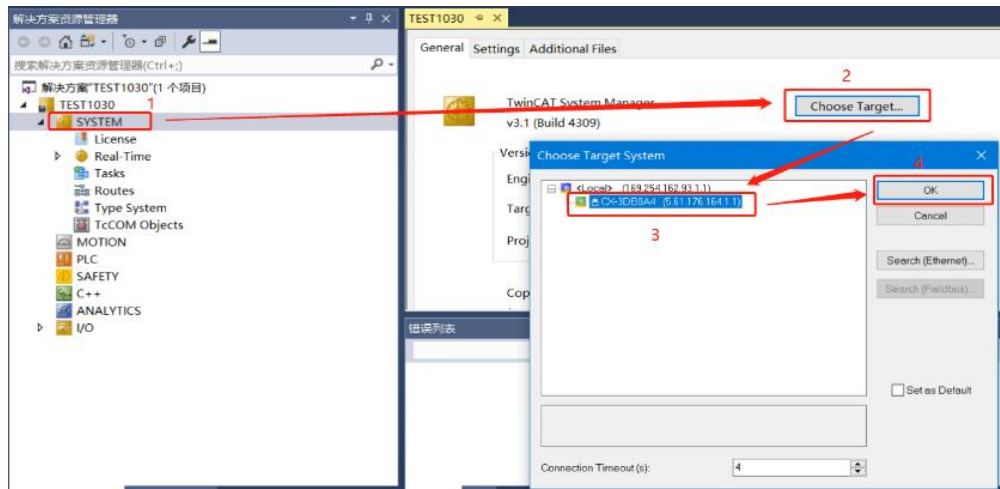 解决方案资源管理器
搜索解决方案资源管理器(Ctrl+;)
解决方案"TEST1030"(1 个项目)
TEST1030
1
SYSTEM
License
Real-Time
Tasks
Routes
Type System
TcCOM Objects
MOTION
PLC
SAFETY
C++
ANALYTICS
I/O
TEST1030
General Settings Additional Files
2
TwinCAT System Manager
v3.1 (Build 4309)
Choose Target...
Versi
Engi
Targ
Proj
Cop
错误列表
Choose Target System
4
<Local> (169.254.162.93.1.1)
CX-3DB0A4 (5.61.176.164.1.1)
3
OK
Cancel
Search (Ethernet)...
Search (Fieldbus)...
Set as Default
Connection Timeout (s):
4